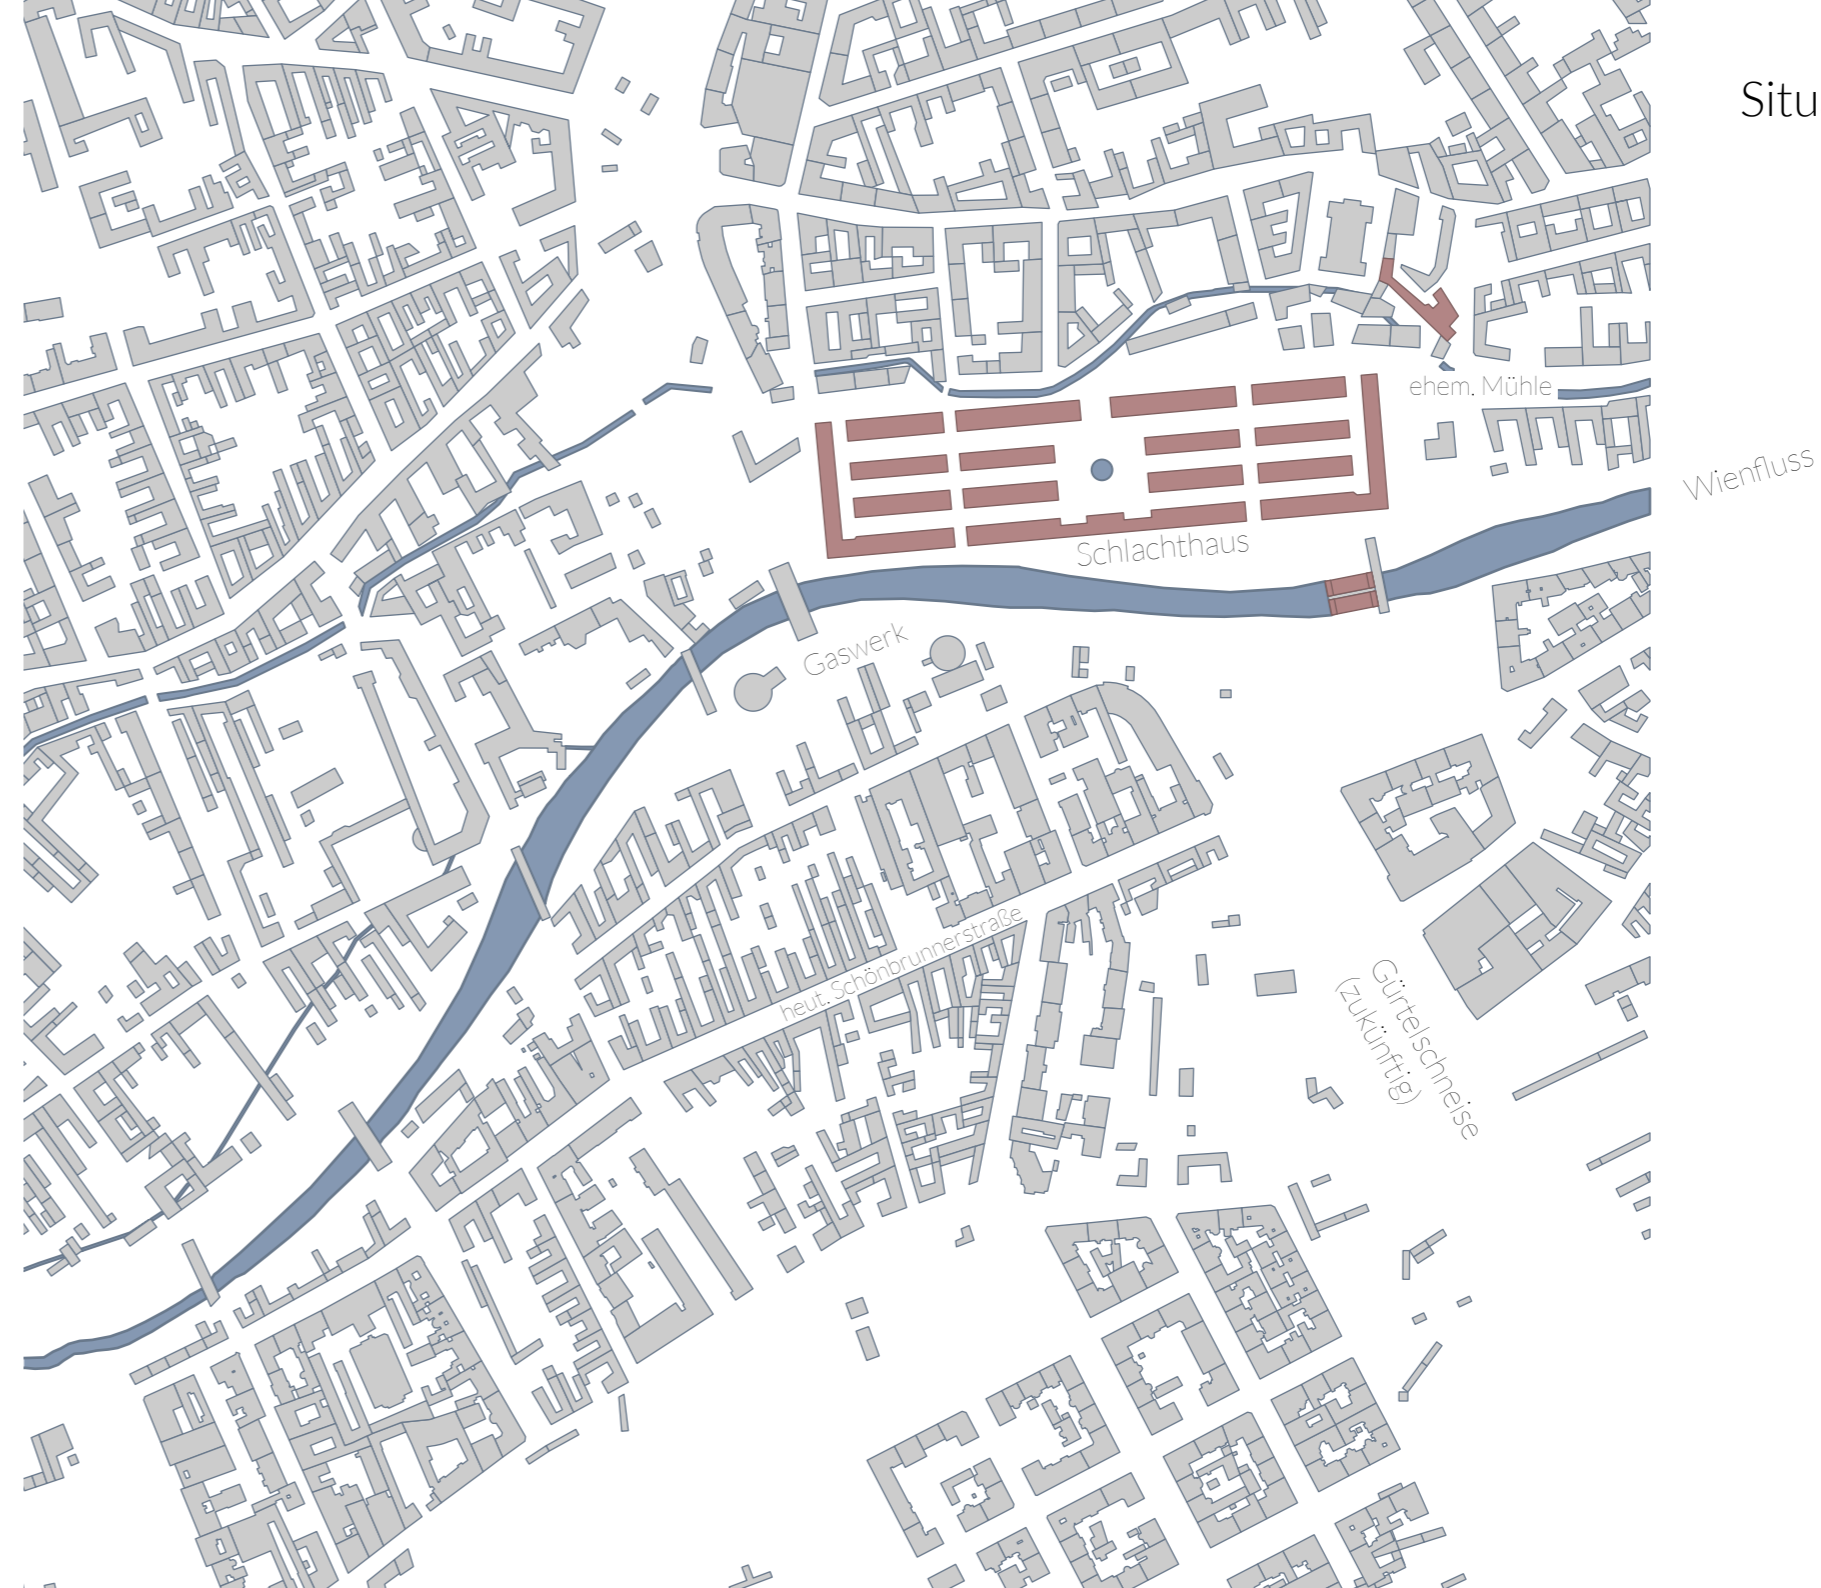 Situ
ehem. Mühle
Wienfluss
Schlachthaus
Gaswerk
heut. Schönbrunnerstraße
Gürtelschneise
(zukünftig)